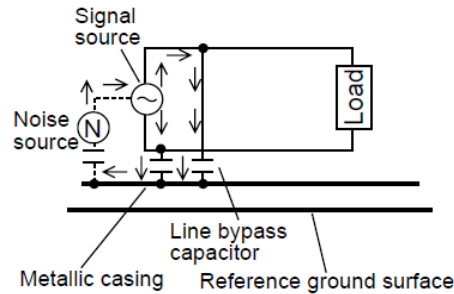 Signal
source
Noise
source
N
Load
Line bypass
capacitor
Metallic casing
Reference ground surface